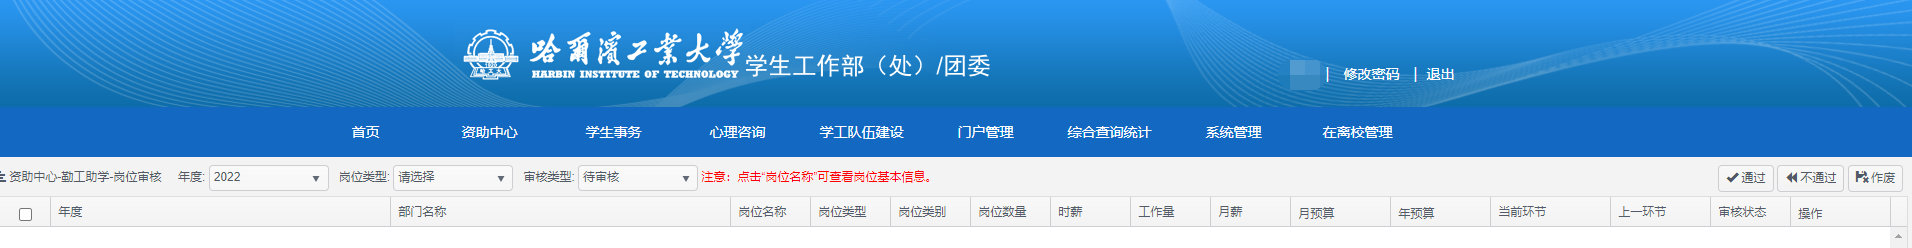 哈尔滨工业大学
HARBIN INSTITUTE OF TECHNOLOGY
学生工作部（处）/团委
| 修改密码 | 退出
首页 资助中心 学生事务 心理咨询 学工队伍建设 门户管理 综合查询统计 系统管理 在离校管理
资助中心-勤工助学-岗位审核 年度: 2022 岗位类型: 请选择 审核类型: 待审核 注意：点击“岗位名称”可查看岗位基本信息。 通过 不通过 作废
年度 部门名称 岗位名称 岗位类型 岗位类别 岗位数量 时薪 工作量 月薪 月预算 年预算 当前环节 上一环节 审核状态 操作